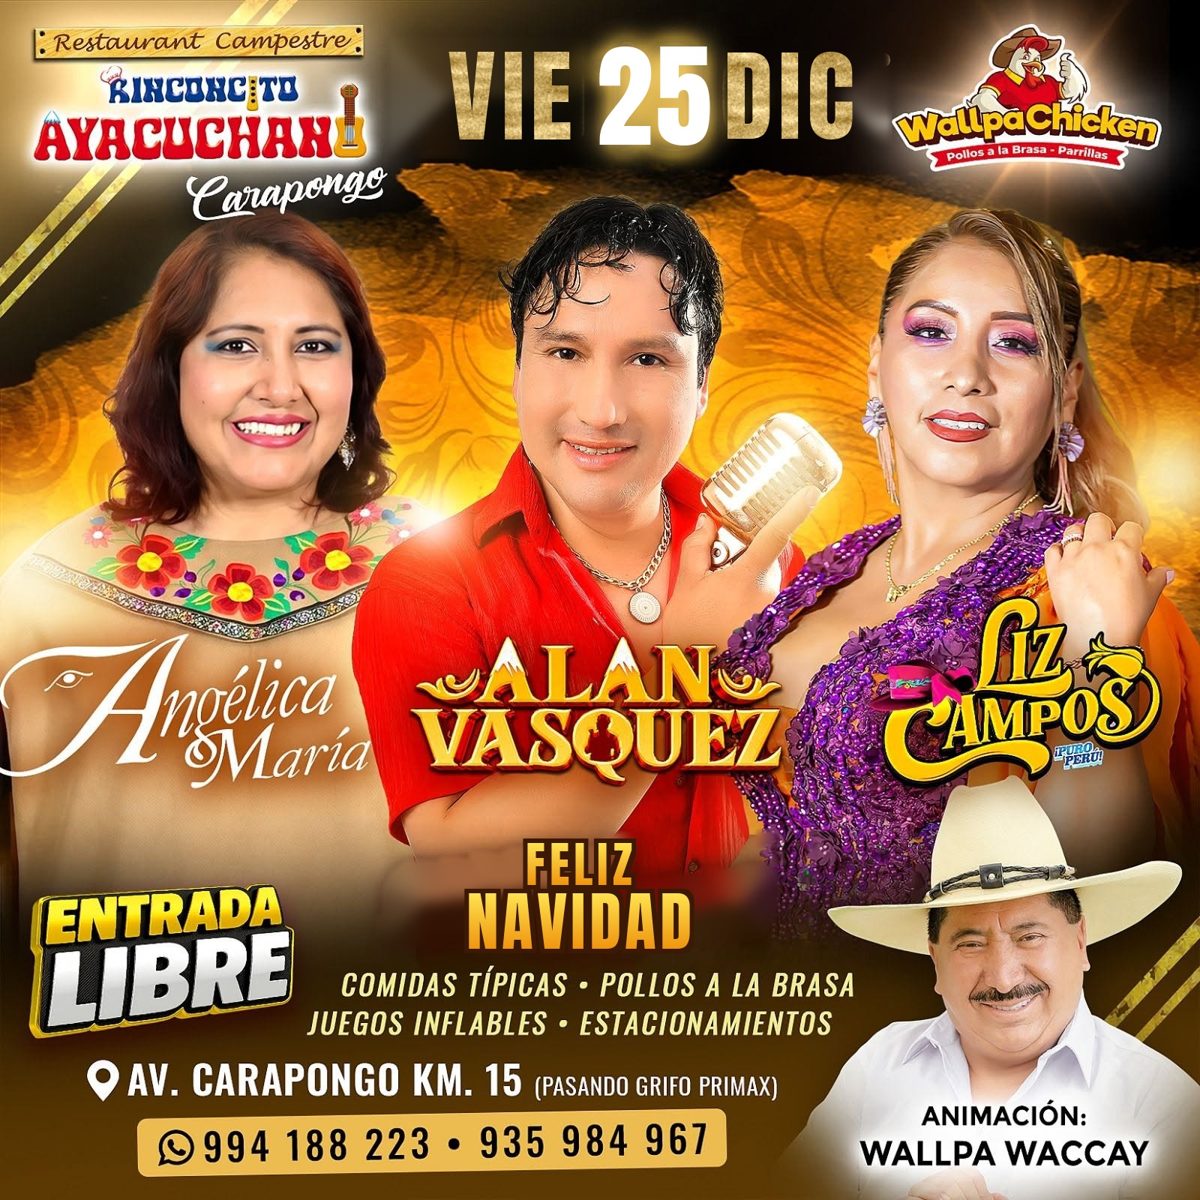 Restaurant Campestre
RINCONCITO
AYACUCHANO
Carapongo
VIE 25 DIC
WallpaChicken
Pollos a la Brasa - Parrillas
Angélica
María
ALAN
VASQUEZ
LIZ
CAMPOS
¡PURO
PERÚ!
FELIZ
NAVIDAD
ENTRADA
LIBRE
COMIDAS TÍPICAS • POLLOS A LA BRASA
JUEGOS INFLABLES • ESTACIONAMIENTOS
AV. CARAPONGO KM. 15 (PASANDO GRIFO PRIMAX)
994 188 223 • 935 984 967
ANIMACIÓN:
WALLPA WACCAY